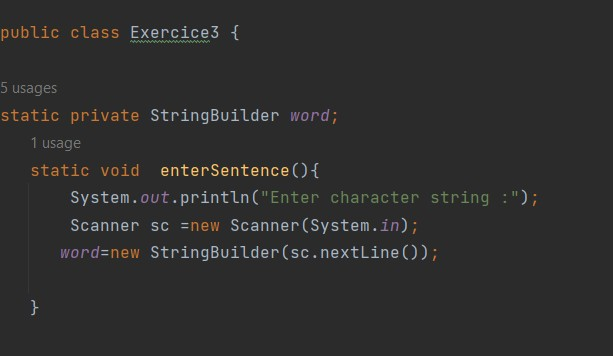 public class Exercice3 {
5 usages
static private StringBuilder word;
1 usage
static void  enterSentence(){
System.out.println("Enter character string :");
Scanner sc =new Scanner(System.in);
word=new StringBuilder(sc.nextLine());
}